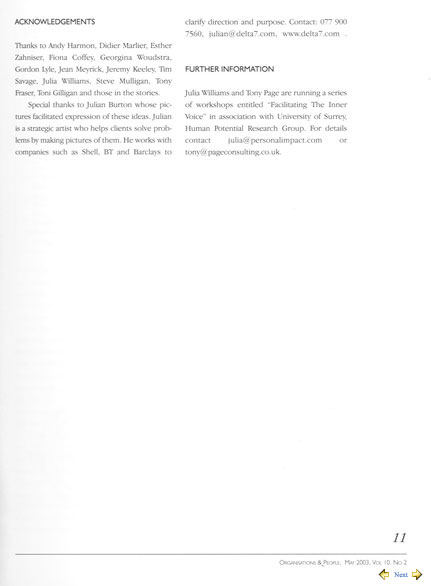 ACKNOWLEDGEMENTS
Thanks to Andy Harmon, Didier Marlier, Esther
Zahniser, Fiona Coffey, Georgina Woudstra,
Gordon Lyle, Jean Meyrick, Jeremy Keeley, Tim
Savage, Julia Williams, Steve Mulligan, Tony
Fraser, Toni Gilligan and those in the stories.
Special thanks to Julian Burton whose pic-
tures facilitated expression of these ideas. Julian
is a strategic artist who helps clients solve prob-
lems by making pictures of them. He works with
companies such as Shell, BT and Barclays to
clarify direction and purpose. Contact: 077 900
7560, julian@delta7.com, www.delta7.com .
FURTHER INFORMATION
Julia Williams and Tony Page are running a series
of workshops entitled "Facilitating The Inner
Voice" in association with University of Surrey,
Human Potential Research Group. For details
contact julia@personalimpact.com or
tony@pageconsulting.co.uk.
11
ORGANISATIONS & PEOPLE, MAY 2003, VOL 10. NO 2
Next